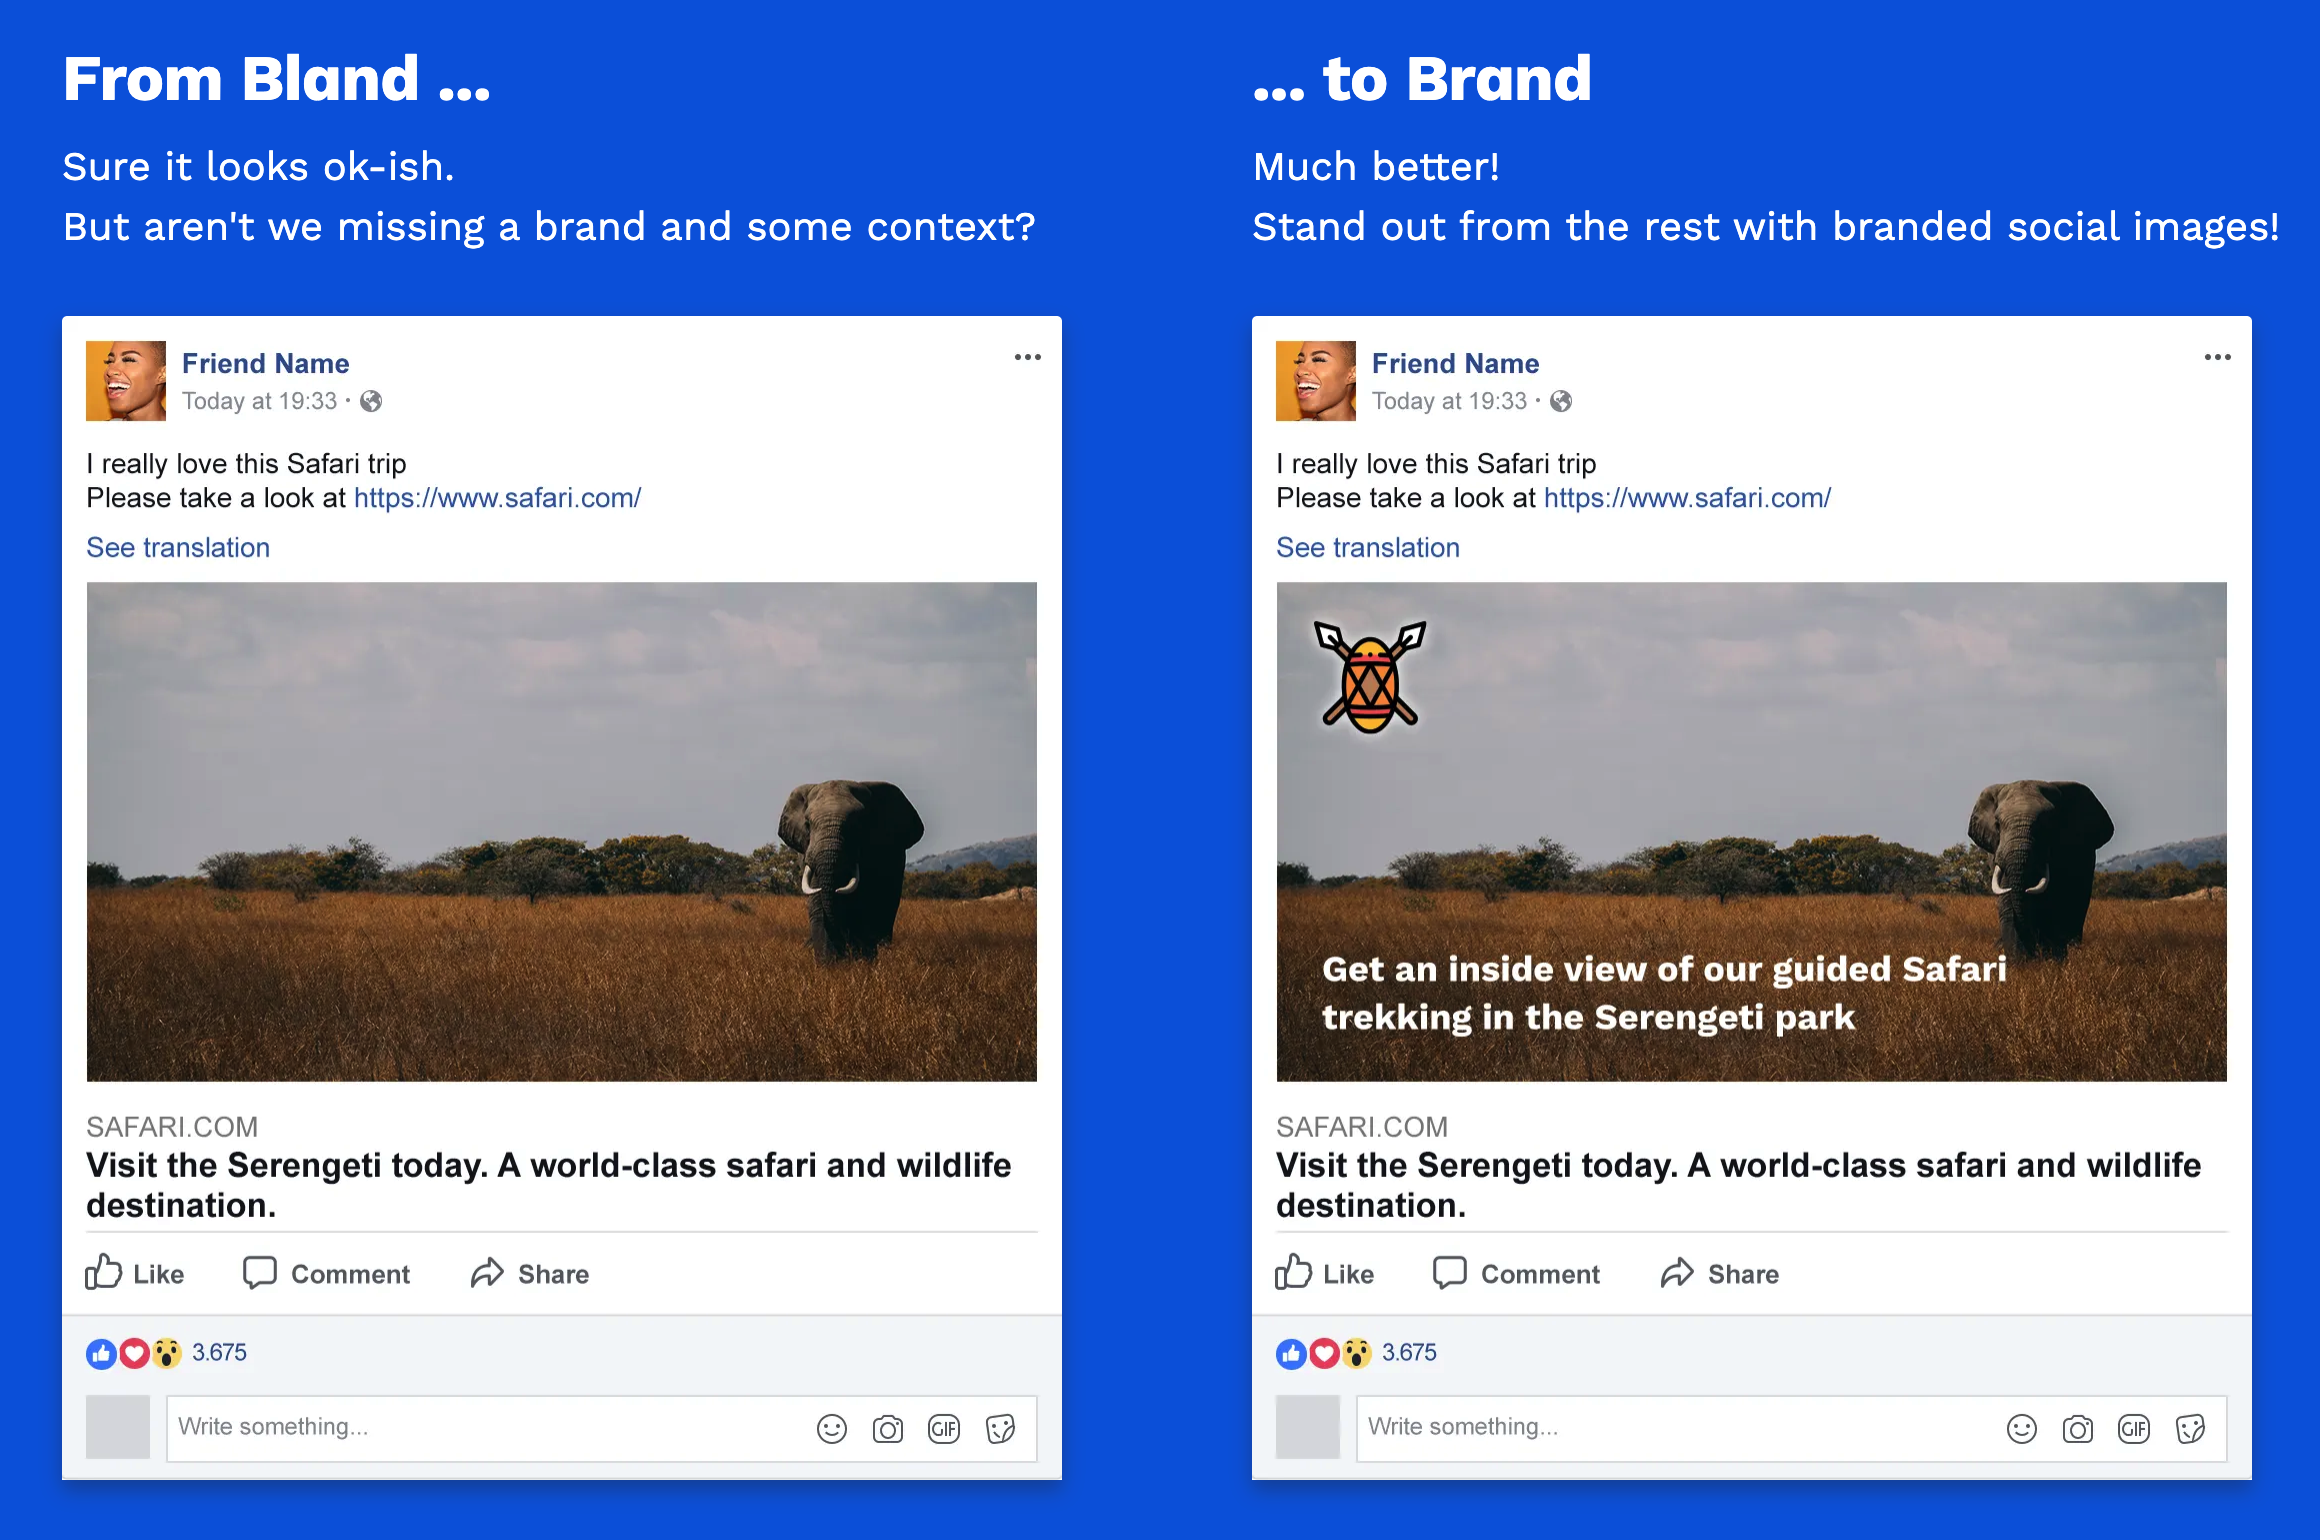 From Bland ...
Sure it looks ok-ish.
But aren't we missing a brand and some context?
Friend Name
Today at 19:33 ·
I really love this Safari trip
Please take a look at https://www.safari.com/
See translation
SAFARI.COM
Visit the Serengeti today. A world-class safari and wildlife
destination.
Like Comment Share
3.675
Write something...
GIF
... to Brand
Much better!
Stand out from the rest with branded social images!
Friend Name
Today at 19:33 ·
I really love this Safari trip
Please take a look at https://www.safari.com/
See translation
Get an inside view of our guided Safari
trekking in the Serengeti park
SAFARI.COM
Visit the Serengeti today. A world-class safari and wildlife
destination.
Like Comment Share
3.675
Write something...
GIF